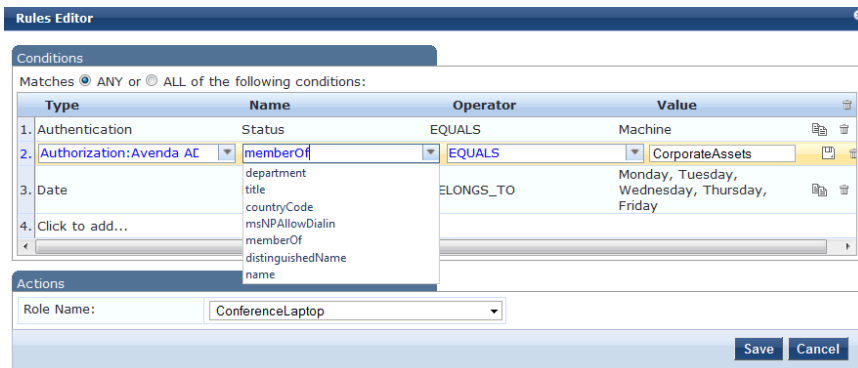 Rules Editor
Conditions
Matches ANY or ALL of the following conditions:
Type Name Operator Value
1. Authentication Status EQUALS Machine
2. Authorization:Avenda AD memberOf EQUALS CorporateAssets
department
title
countryCode
msNPAllowDialin
memberOf
distinguishedName
name
3. Date ELONGS_TO Monday, Tuesday,
Wednesday, Thursday,
Friday
4. Click to add...
Actions
Role Name: ConferenceLaptop
Save Cancel